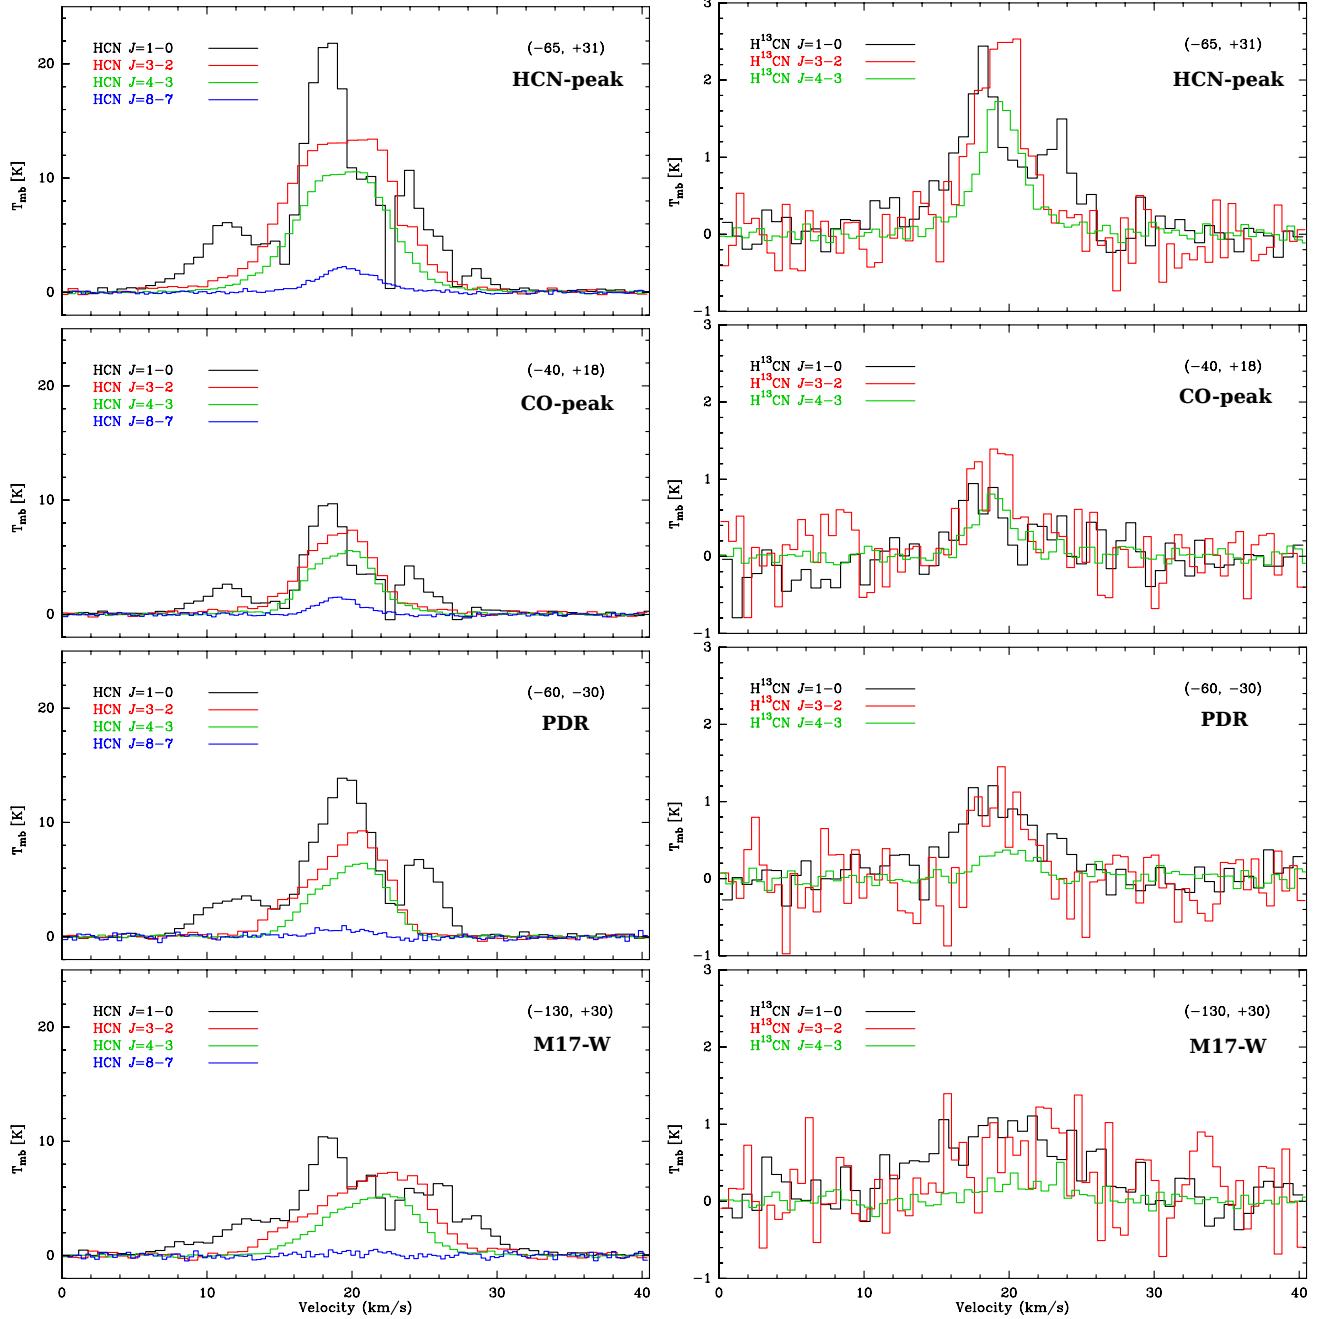 HCN J=1−0
HCN J=3−2
HCN J=4−3
HCN J=8−7
(−65, +31)
HCN-peak
20
10
0
T_mb [K]
H¹³CN J=1−0
H¹³CN J=3−2
H¹³CN J=4−3
(−65, +31)
HCN-peak
3
2
1
0
−1
T_mb [K]
HCN J=1−0
HCN J=3−2
HCN J=4−3
HCN J=8−7
(−40, +18)
CO-peak
20
10
0
T_mb [K]
H¹³CN J=1−0
H¹³CN J=3−2
H¹³CN J=4−3
(−40, +18)
CO-peak
3
2
1
0
−1
T_mb [K]
HCN J=1−0
HCN J=3−2
HCN J=4−3
HCN J=8−7
(−60, −30)
PDR
20
10
0
T_mb [K]
H¹³CN J=1−0
H¹³CN J=3−2
H¹³CN J=4−3
(−60, −30)
PDR
3
2
1
0
−1
T_mb [K]
HCN J=1−0
HCN J=3−2
HCN J=4−3
HCN J=8−7
(−130, +30)
M17-W
20
10
0
T_mb [K]
0 10 20 30 40
Velocity (km/s)
H¹³CN J=1−0
H¹³CN J=3−2
H¹³CN J=4−3
(−130, +30)
M17-W
3
2
1
0
−1
T_mb [K]
0 10 20 30 40
Velocity (km/s)